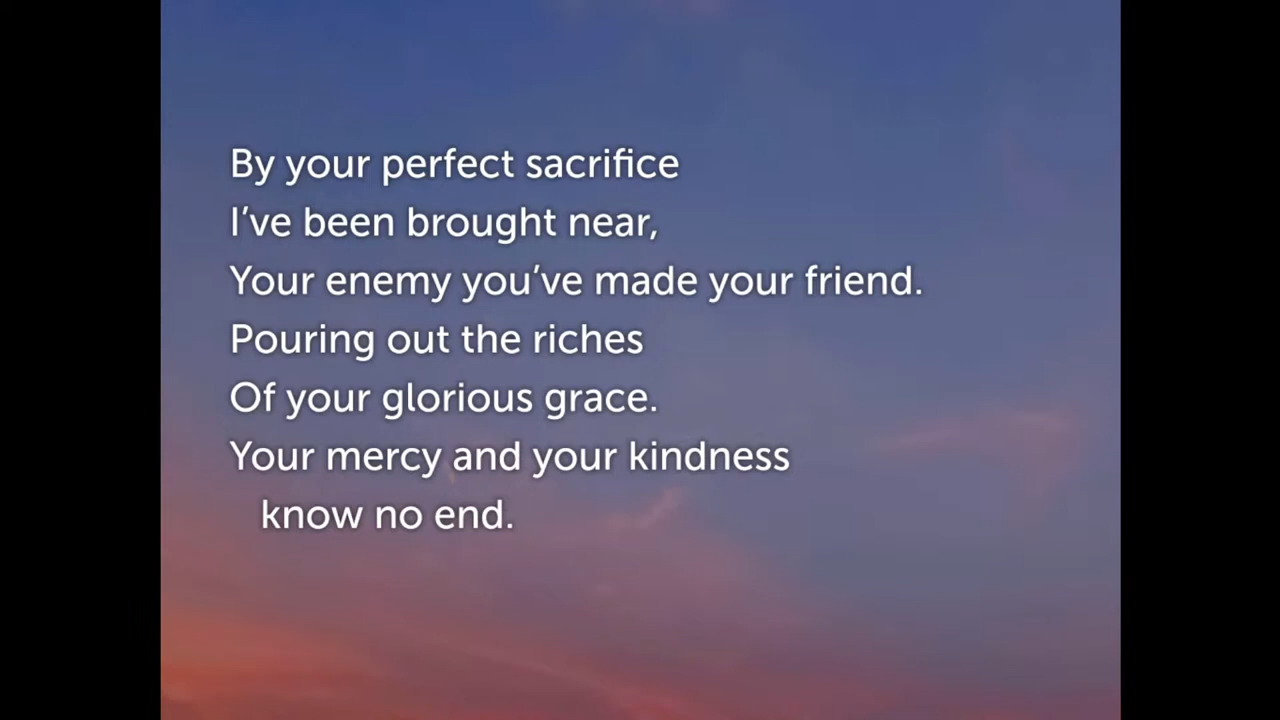 By your perfect sacrifice
I've been brought near,
Your enemy you've made your friend.
Pouring out the riches
Of your glorious grace.
Your mercy and your kindness
know no end.